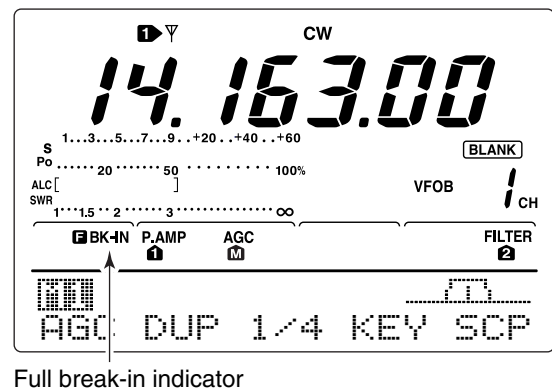 1 CW
14.163.00
S 1...3...5...7...9..+20..+40..+60
BLANK
Po 20 50 100%
ALC
VFOB 1 CH
SWR 1 1.5 2 3 ∞
F BK-IN P.AMP AGC FILTER
1 M 2
M1
AGC DUP 1/4 KEY SCP
Full break-in indicator